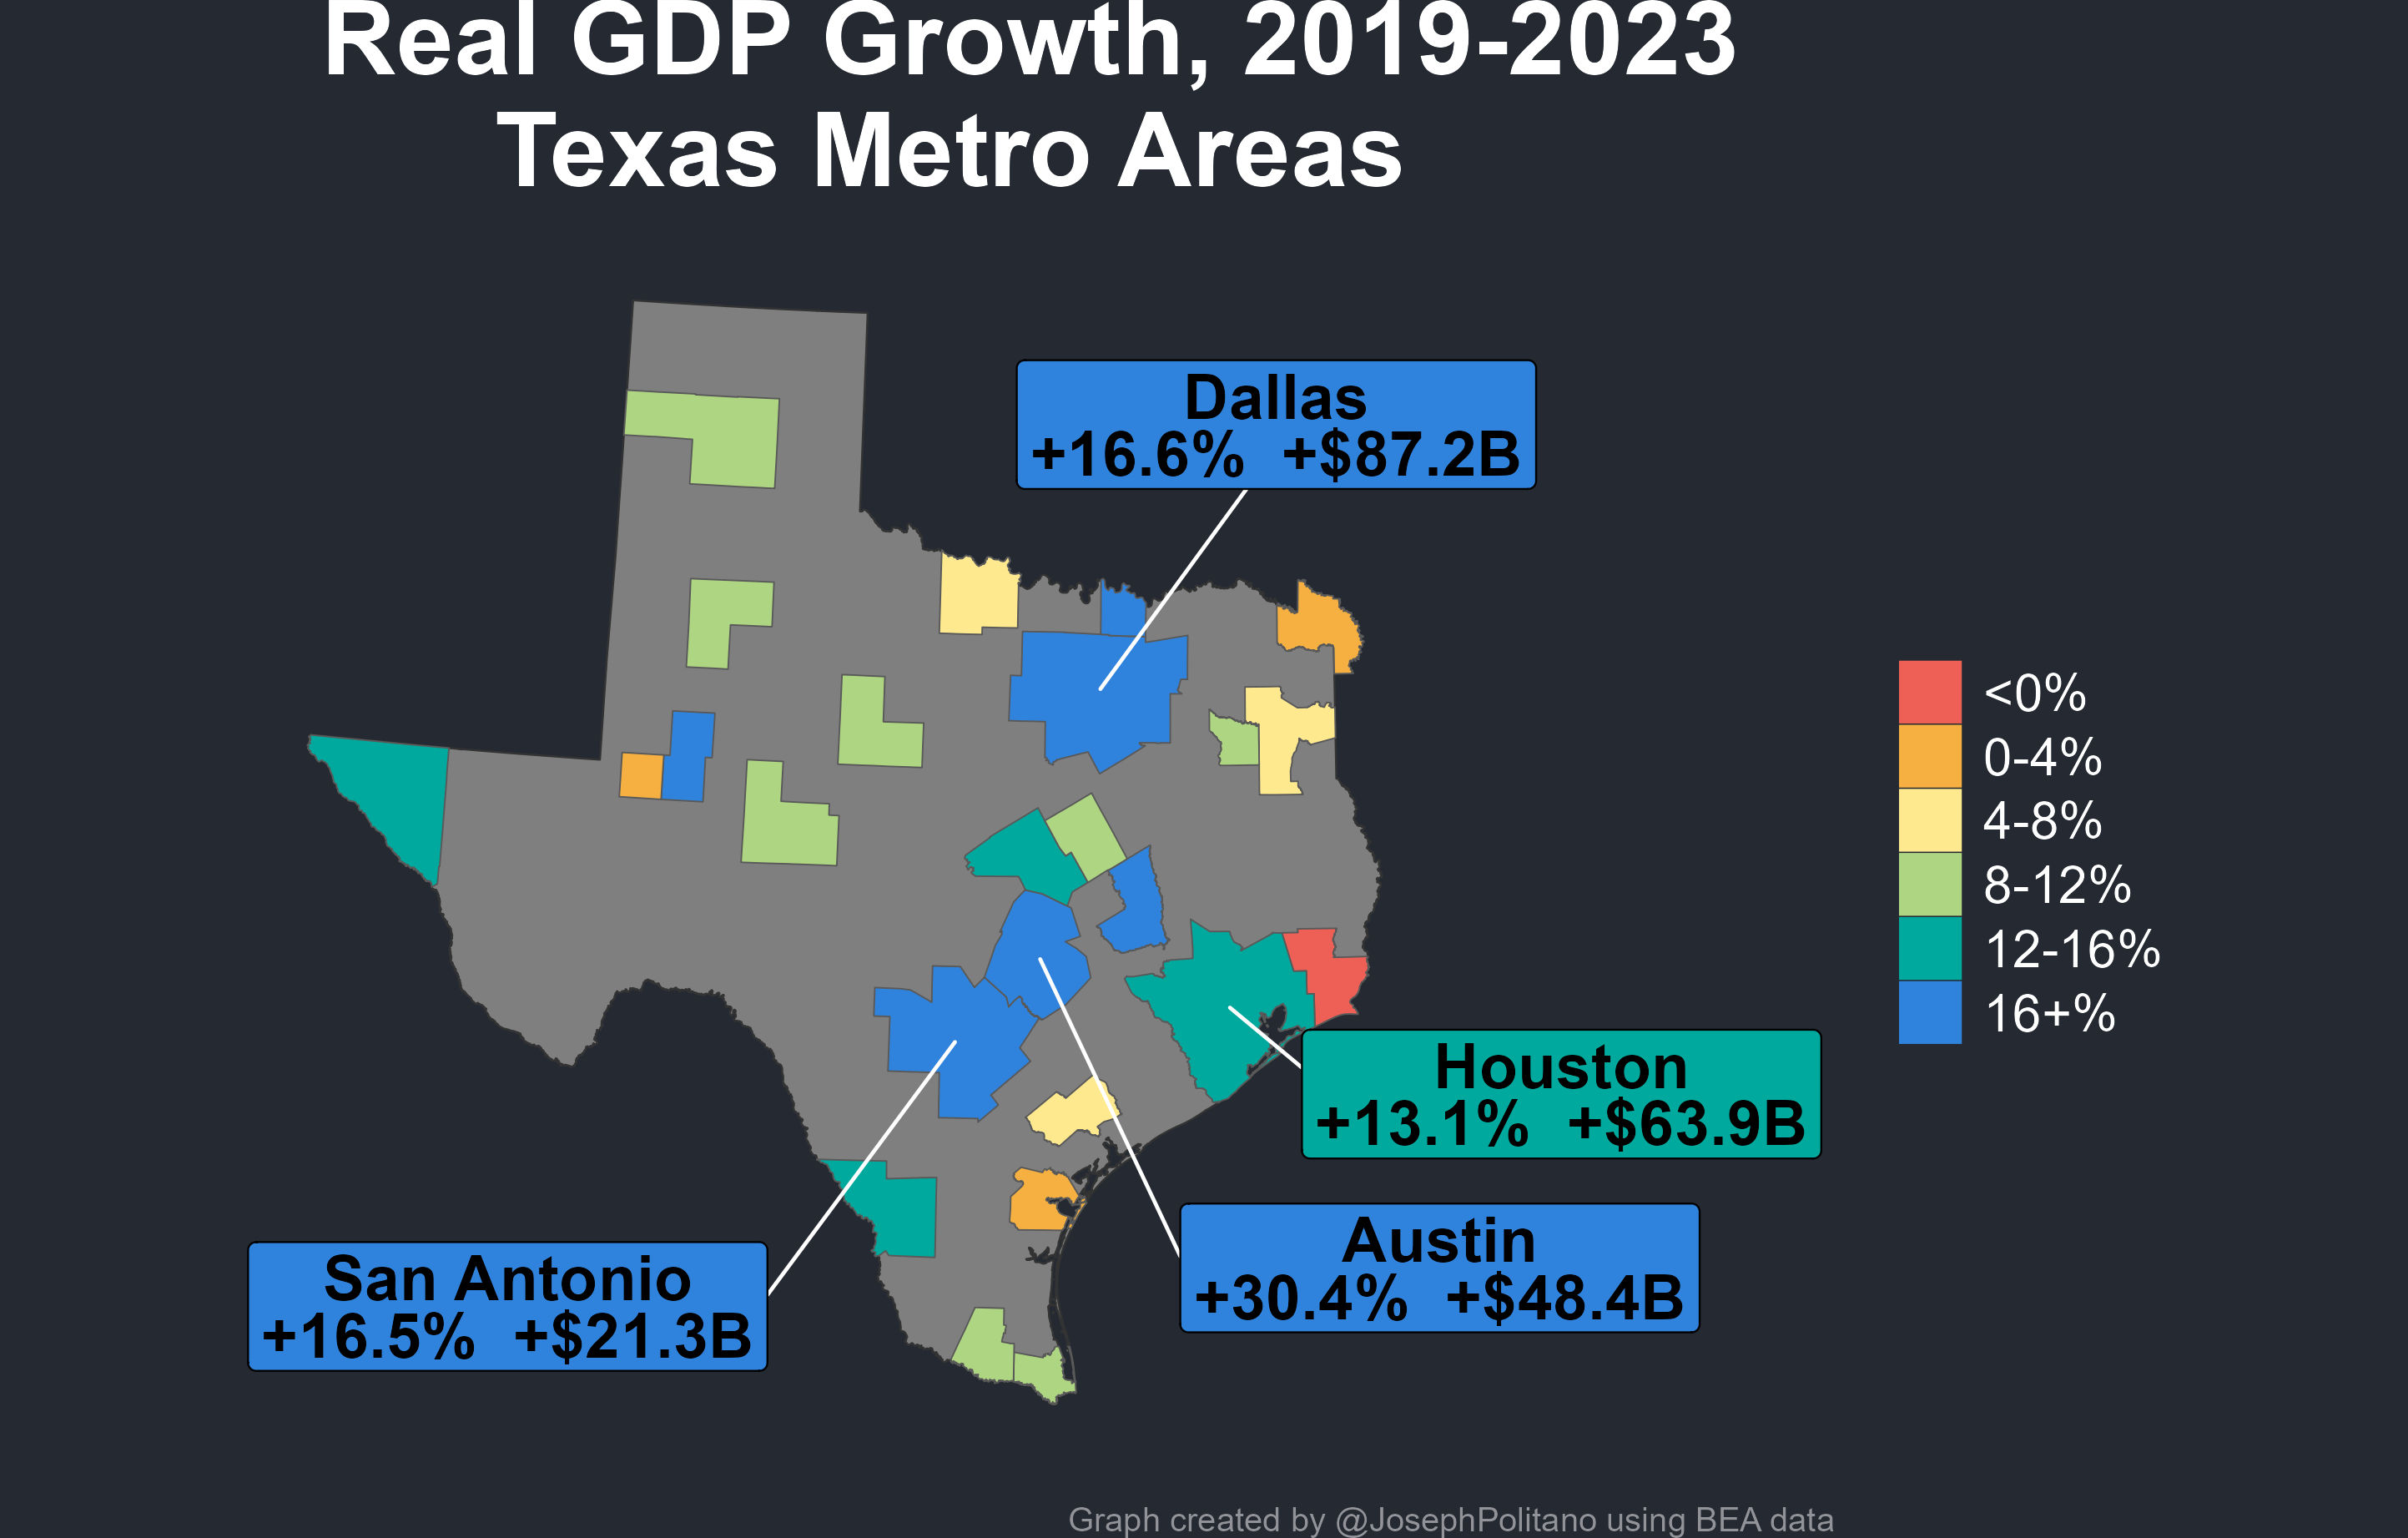 Real GDP Growth, 2019-2023
Texas Metro Areas
Dallas
+16.6% +$87.2B
<0%
0-4%
4-8%
8-12%
12-16%
16+%
Houston
+13.1% +$63.9B
Austin
+30.4% +$48.4B
San Antonio
+16.5% +$21.3B
Graph created by @JosephPolitano using BEA data